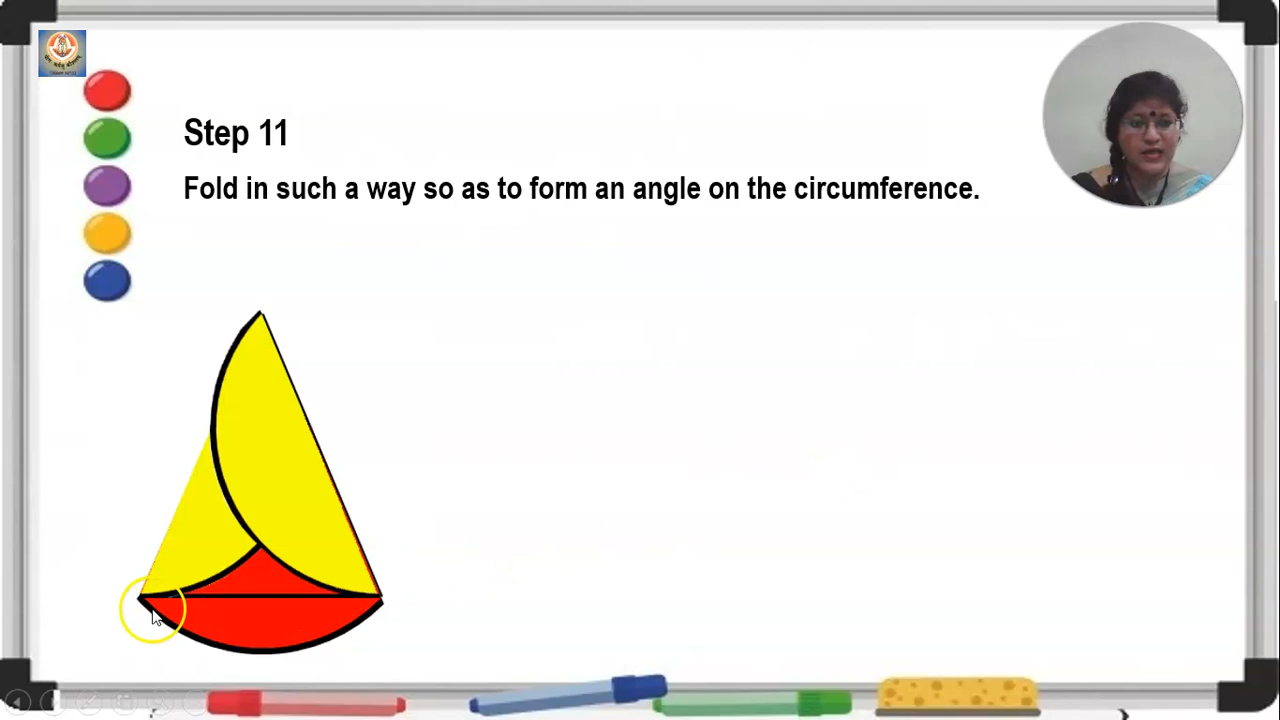 Step 11
Fold in such a way so as to form an angle on the circumference.